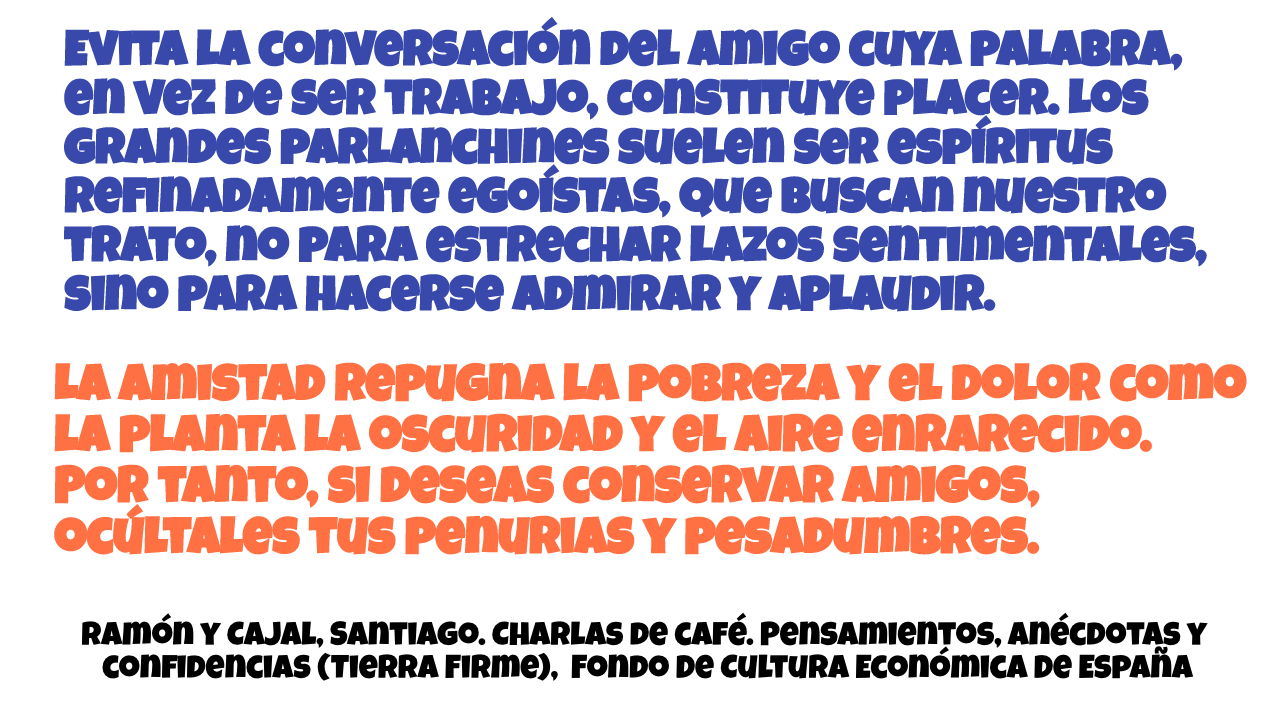 Evita la conversación del amigo cuya palabra,
en vez de ser trabajo, constituye placer. Los
grandes parlanchines suelen ser espíritus
refinadamente egoístas, que buscan nuestro
trato, no para estrechar lazos sentimentales,
sino para hacerse admirar y aplaudir.
La amistad repugna la pobreza y el dolor como
la planta la oscuridad y el aire enrarecido.
Por tanto, si deseas conservar amigos,
ocúltales tus penurias y pesadumbres.
Ramón y Cajal, Santiago. Charlas de café. Pensamientos, anécdotas y
confidencias (Tierra Firme), Fondo de Cultura Económica de España